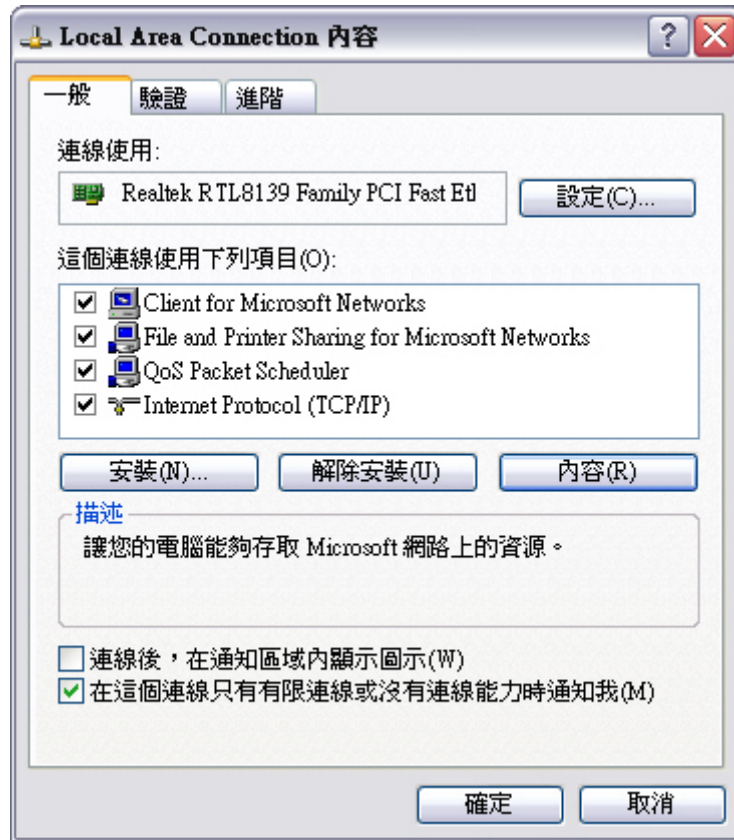 Local Area Connection 內容
一般 驗證 進階
連線使用:
Realtek RTL8139 Family PCI Fast Etl 設定(C)...
這個連線使用下列項目(O):
Client for Microsoft Networks
File and Printer Sharing for Microsoft Networks
QoS Packet Scheduler
Internet Protocol (TCP/IP)
安裝(N)... 解除安裝(U) 內容(R)
描述
讓您的電腦能夠存取 Microsoft 網路上的資源。
連線後，在通知區域內顯示圖示(W)
在這個連線只有有限連線或沒有連線能力時通知我(M)
確定 取消